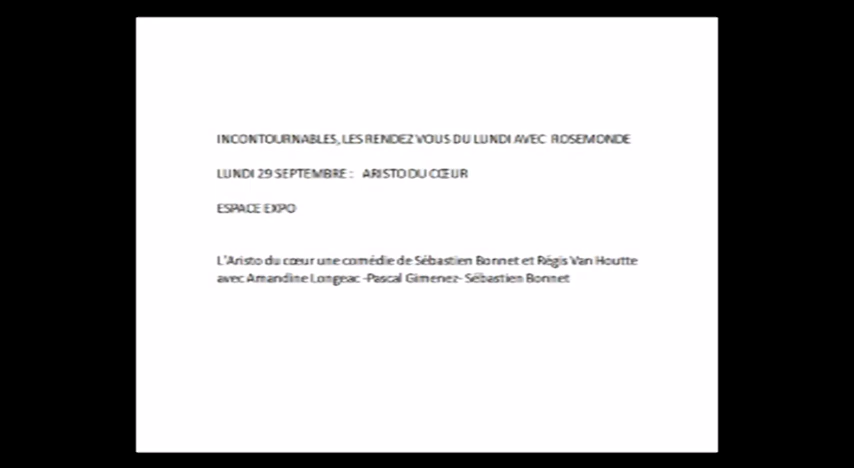 INCONTOURNABLES, LES RENDEZ VOUS DU LUNDI AVEC ROSEMONDE
LUNDI 29 SEPTEMBRE : ARISTO DU CŒUR
ESPACE EXPO
L'Aristo du cœur une comédie de Sébastien Bonnet et Régis Van Houtte
avec Amandine Longeac -Pascal Gimenez- Sébastien Bonnet